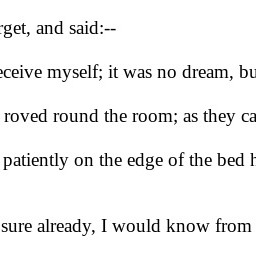 rget, and said:--
eceive myself; it was no dream, bu
roved round the room; as they ca
patiently on the edge of the bed h
sure already, I would know from